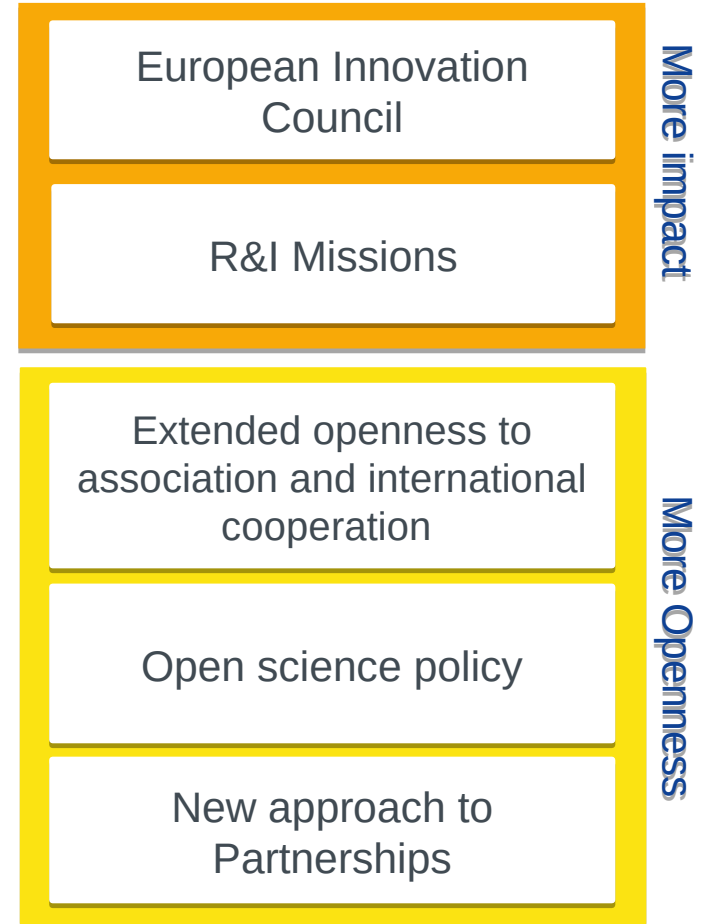 European Innovation
Council
R&I Missions
More impact
Extended openness to
association and international
cooperation
Open science policy
New approach to
Partnerships
More Openness